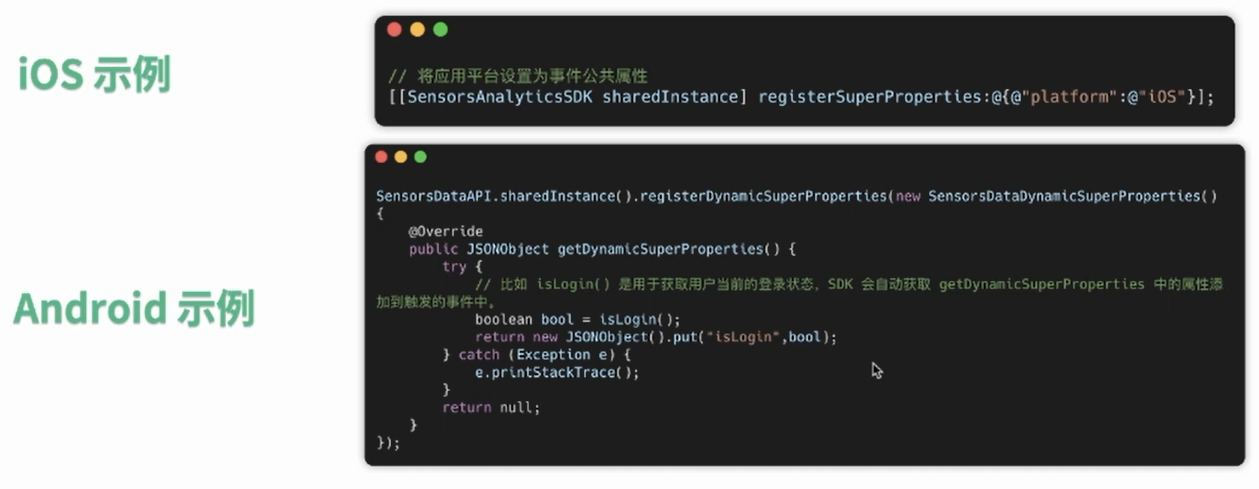 iOS 示例
// 将应用平台设置为事件公共属性
[[SensorsAnalyticsSDK sharedInstance] registerSuperProperties:@{@"platform":@"iOS"}];
Android 示例
SensorsDataAPI.sharedInstance().registerDynamicSuperProperties(new SensorsDataDynamicSuperProperties()
{
    @Override
    public JSONObject getDynamicSuperProperties() {
        try {
            // 比如 isLogin() 是用于获取用户当前的登录状态，SDK 会自动获取 getDynamicSuperProperties 中的属性添
加到触发的事件中。
            boolean bool = isLogin();
            return new JSONObject().put("isLogin",bool);
        } catch (Exception e) {
            e.printStackTrace();
        }
        return null;
    }
});